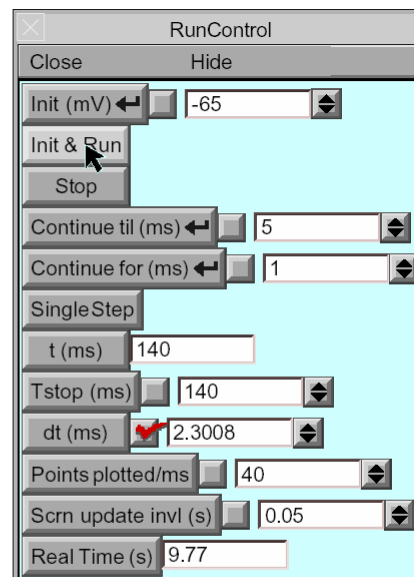 RunControl
Close Hide
Init (mV) -65
Init & Run
Stop
Continue til (ms) 5
Continue for (ms) 1
SingleStep
t (ms) 140
Tstop (ms) 140
dt (ms) 2.3008
Points plotted/ms 40
Scrn update invl (s) 0.05
Real Time (s) 9.77